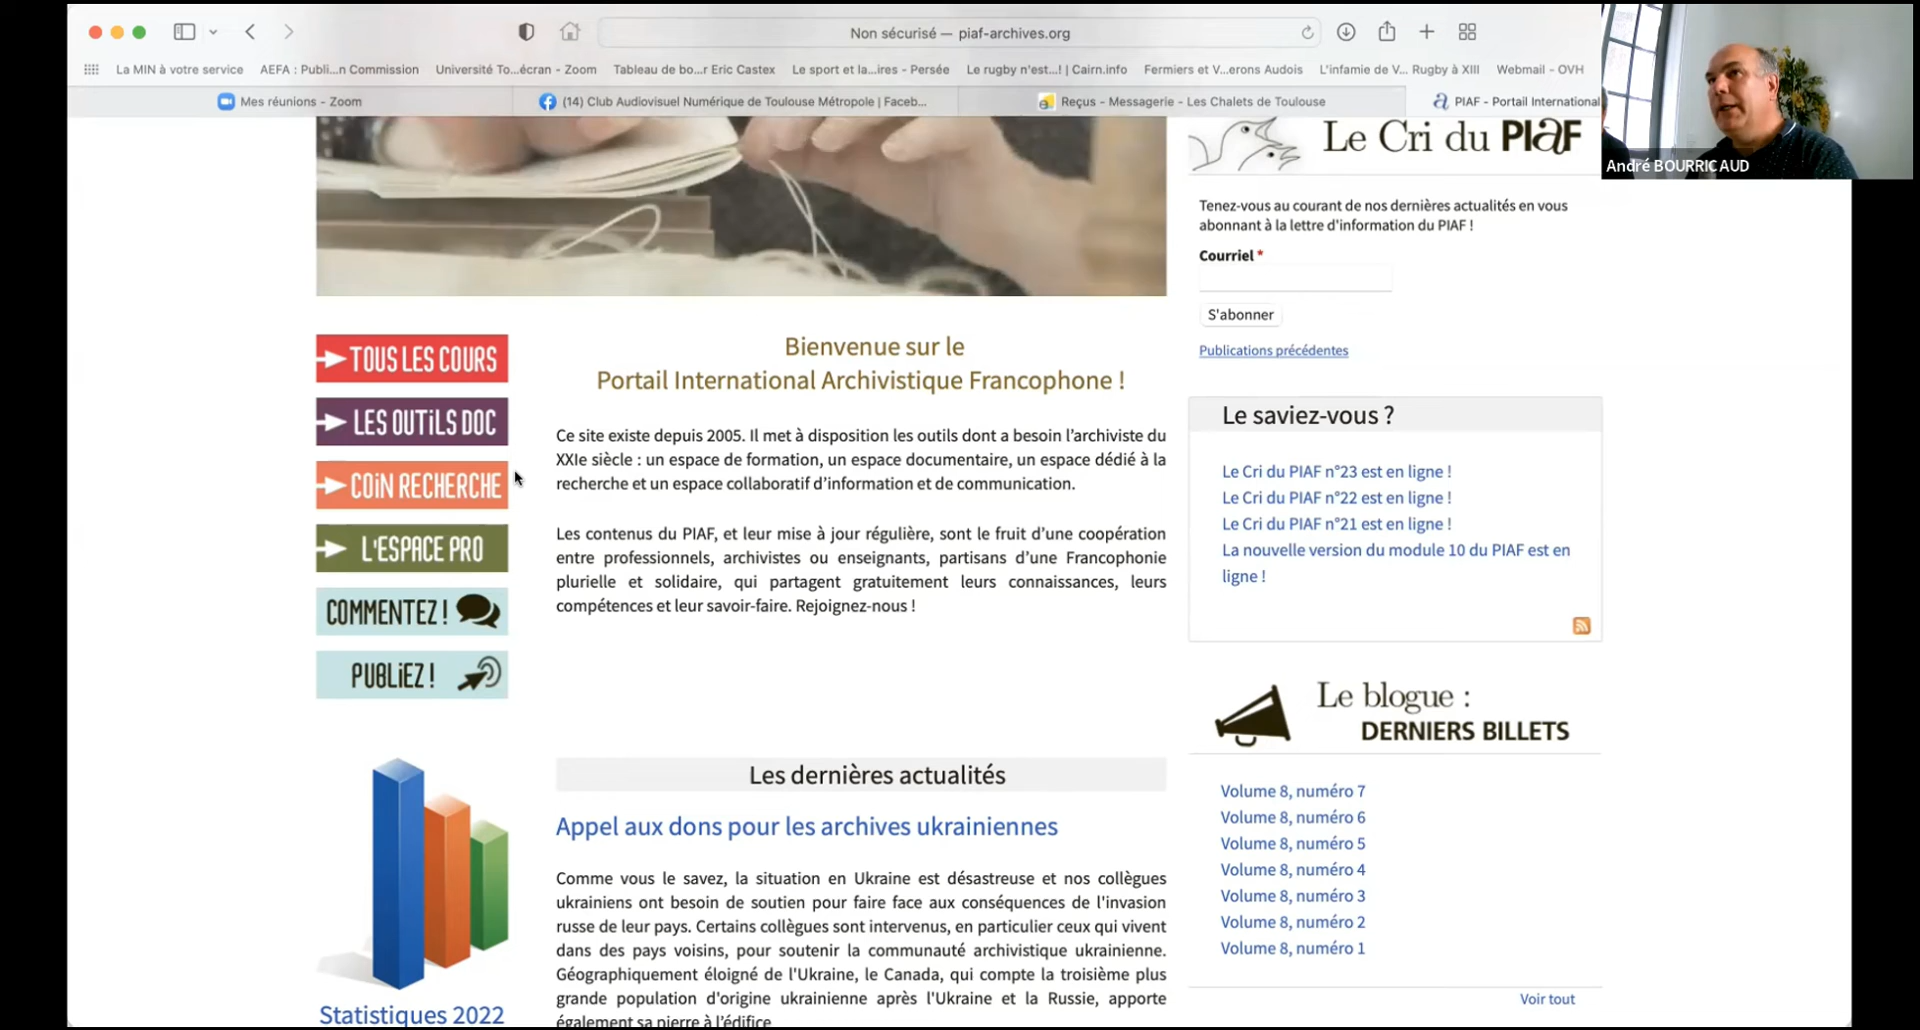 Non sécurisé — piaf-archives.org
La MIN à votre service
AEFA : Publi...n Commission
Université To...écran - Zoom
Tableau de bo...r Eric Castex
Le sport et la...ires - Persée
Le rugby n'est...! | Cairn.info
Fermiers et V...erons Audois
L'infamie de V... Rugby à XIII
Webmail - OVH
Mes réunions - Zoom
(14) Club Audiovisuel Numérique de Toulouse Métropole | Faceb...
Reçus - Messagerie - Les Chalets de Toulouse
PIAF - Portail International
André BOURRICAUD
Le Cri du PIAF
Tenez-vous au courant de nos dernières actualités en vous
abonnant à la lettre d'information du PIAF !
Courriel *
S'abonner
Publications précédentes
TOUS LES COURS
LES OUTiLS DOC
COiN RECHERCHE
L'ESPACE PRO
COMMENTEZ !
PUBLiEZ !
Bienvenue sur le
Portail International Archivistique Francophone !
Ce site existe depuis 2005. Il met à disposition les outils dont a besoin l’archiviste du
XXIe siècle : un espace de formation, un espace documentaire, un espace dédié à la
recherche et un espace collaboratif d’information et de communication.
Les contenus du PIAF, et leur mise à jour régulière, sont le fruit d’une coopération
entre professionnels, archivistes ou enseignants, partisans d’une Francophonie
plurielle et solidaire, qui partagent gratuitement leurs connaissances, leurs
compétences et leur savoir-faire. Rejoignez-nous !
Le saviez-vous ?
Le Cri du PIAF n°23 est en ligne !
Le Cri du PIAF n°22 est en ligne !
Le Cri du PIAF n°21 est en ligne !
La nouvelle version du module 10 du PIAF est en
ligne !
Le blogue :
DERNIERS BILLETS
Volume 8, numéro 7
Volume 8, numéro 6
Volume 8, numéro 5
Volume 8, numéro 4
Volume 8, numéro 3
Volume 8, numéro 2
Volume 8, numéro 1
Voir tout
Les dernières actualités
Appel aux dons pour les archives ukrainiennes
Comme vous le savez, la situation en Ukraine est désastreuse et nos collègues
ukrainiens ont besoin de soutien pour faire face aux conséquences de l'invasion
russe de leur pays. Certains collègues sont intervenus, en particulier ceux qui vivent
dans des pays voisins, pour soutenir la communauté archivistique ukrainienne.
Géographiquement éloigné de l'Ukraine, le Canada, qui compte la troisième plus
grande population d'origine ukrainienne après l'Ukraine et la Russie, apporte
également sa pierre à l’édifice
Statistiques 2022